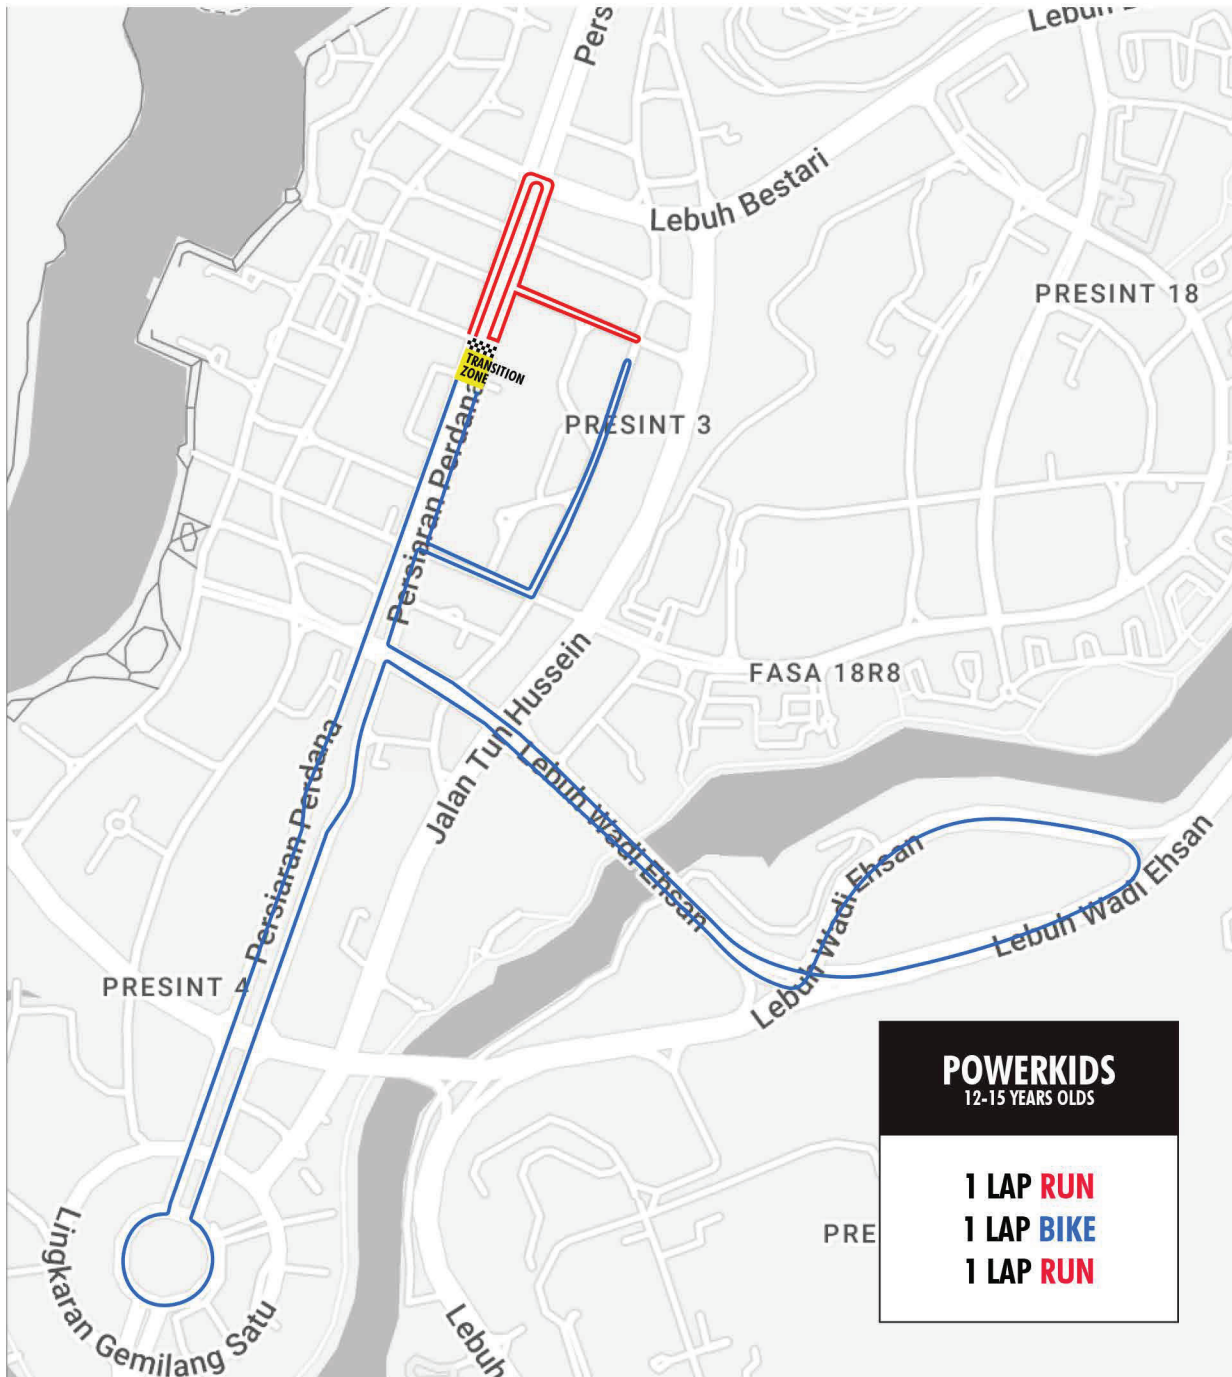 Pers
Lebuh B
Lebuh Bestari
PRESINT 18
TRANSITION
ZONE
PRESINT 3
Persiaran Perdana
FASA 18R8
Jalan Tun Hussein
Persiaran Perdana
Lebuh Wadi Ehsan
Lebuh Wadi Ehsan
Lebuh Wadi Ehsan
PRESINT 4
POWERKIDS
12-15 YEARS OLDS
1 LAP RUN
1 LAP BIKE
1 LAP RUN
PRE
Lingkaran Gemilang Satu
Lebuh